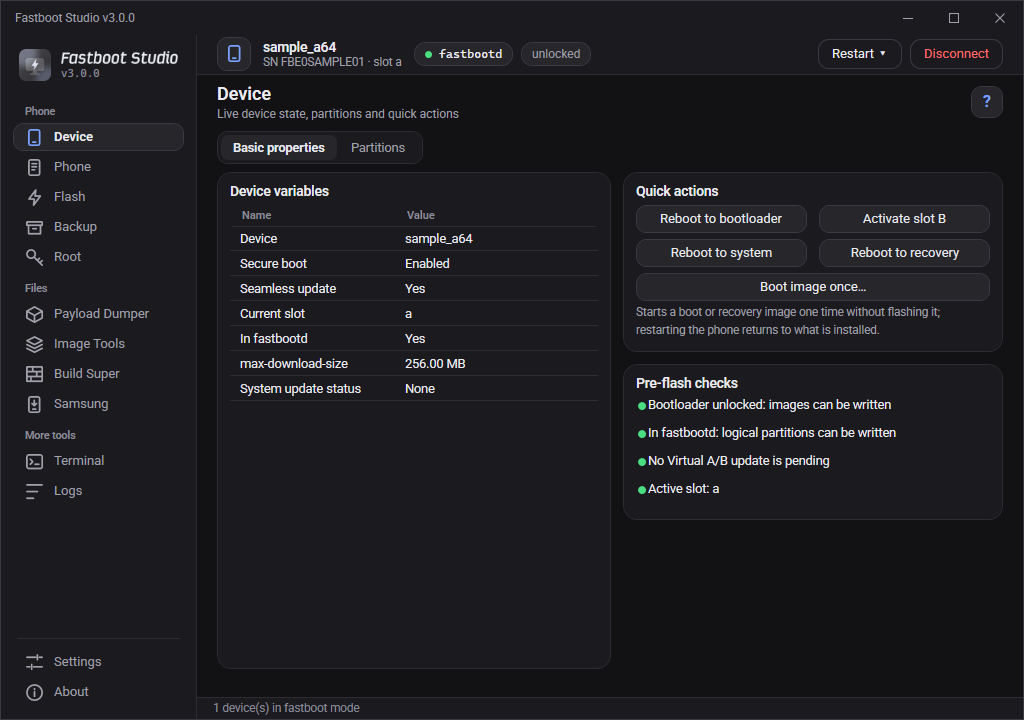 Fastboot Studio v3.0.0
Fastboot Studio
v3.0.0
Phone
Device
Phone
Flash
Backup
Root
Files
Payload Dumper
Image Tools
Build Super
Samsung
More tools
Terminal
Logs
Settings
About
sample_a64
SN FBE0SAMPLE01 · slot a
fastbootd
unlocked
Restart ▾
Disconnect
Device
Live device state, partitions and quick actions
?
Basic properties Partitions
Device variables
Name Value
Device sample_a64
Secure boot Enabled
Seamless update Yes
Current slot a
In fastbootd Yes
max-download-size 256.00 MB
System update status None
Quick actions
Reboot to bootloader Activate slot B
Reboot to system Reboot to recovery
Boot image once…
Starts a boot or recovery image one time without flashing it;
restarting the phone returns to what is installed.
Pre-flash checks
Bootloader unlocked: images can be written
In fastbootd: logical partitions can be written
No Virtual A/B update is pending
Active slot: a
1 device(s) in fastboot mode